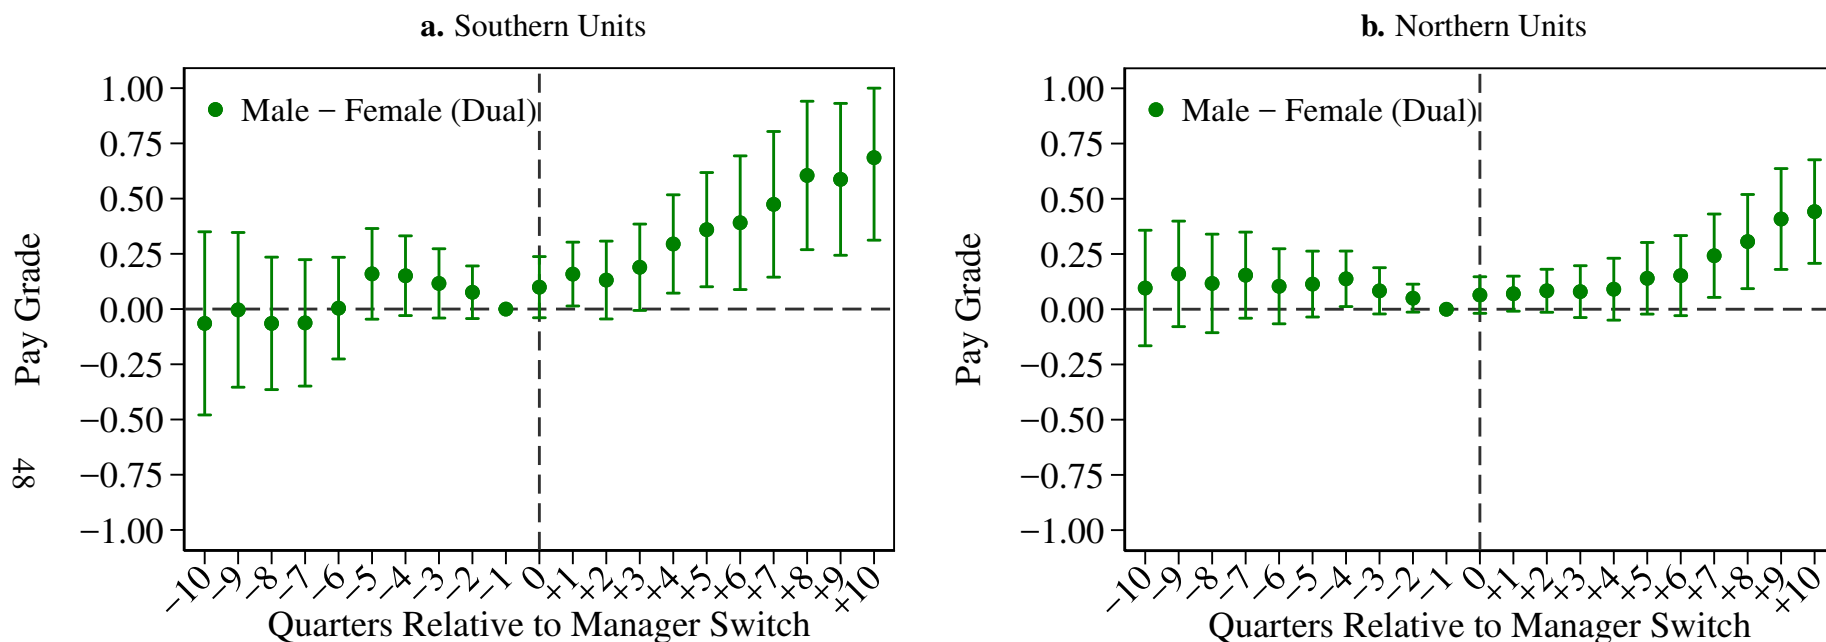 a. Southern Units
Male − Female (Dual)
1.00
0.75
0.50
0.25
0.00
−0.25
−0.50
−0.75
−1.00
Pay Grade
−10 −9 −8 −7 −6 −5 −4 −3 −2 −1 0 +1 +2 +3 +4 +5 +6 +7 +8 +9 +10
Quarters Relative to Manager Switch
b. Northern Units
Male − Female (Dual)
1.00
0.75
0.50
0.25
0.00
−0.25
−0.50
−0.75
−1.00
Pay Grade
−10 −9 −8 −7 −6 −5 −4 −3 −2 −1 0 +1 +2 +3 +4 +5 +6 +7 +8 +9 +10
Quarters Relative to Manager Switch
48